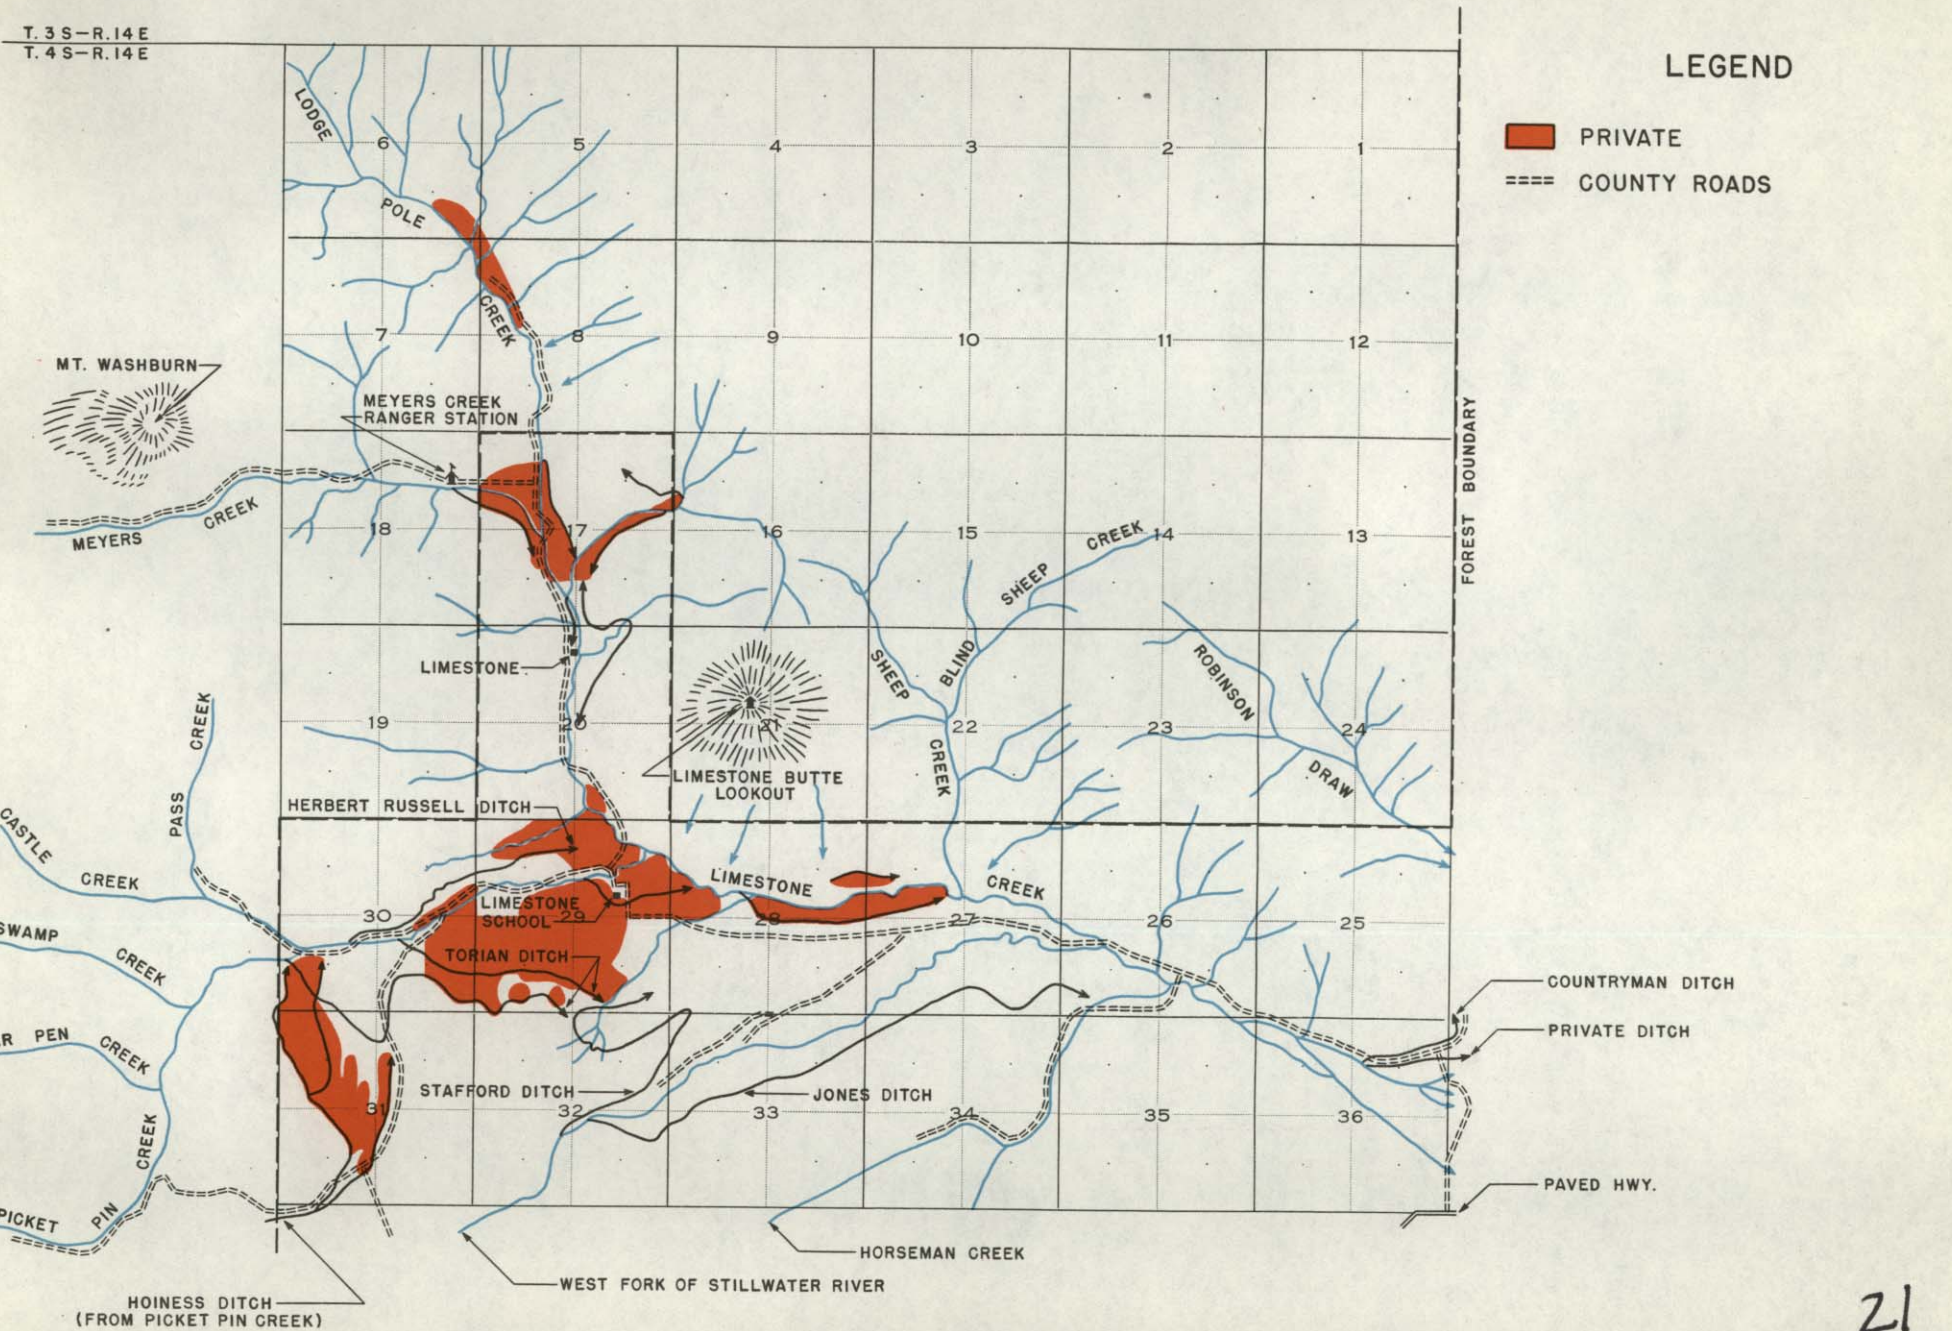 T. 3 S–R. 14 E
T. 4 S–R. 14 E
LEGEND
PRIVATE
COUNTY ROADS
LODGE
POLE
CREEK
6
5
4
3
2
1
7
8
9
10
11
12
MT. WASHBURN
MEYERS CREEK
RANGER STATION
MEYERS
CREEK
18
17
16
15
14
13
FOREST BOUNDARY
SHEEP
CREEK
BLIND
SHEEP
CREEK
ROBINSON
DRAW
LIMESTONE
19
20
21
22
23
24
LIMESTONE BUTTE
LOOKOUT
PASS
CREEK
HERBERT RUSSELL DITCH
CASTLE
CREEK
LIMESTONE
CREEK
LIMESTONE
SCHOOL
30
29
28
27
26
25
SWAMP
CREEK
TORIAN DITCH
COUNTRYMAN DITCH
PRIVATE DITCH
R PEN
CREEK
STAFFORD DITCH
JONES DITCH
31
32
33
34
35
36
PICKET
PIN
CREEK
PAVED HWY.
HORSEMAN CREEK
WEST FORK OF STILLWATER RIVER
HOINESS DITCH
(FROM PICKET PIN CREEK)
21